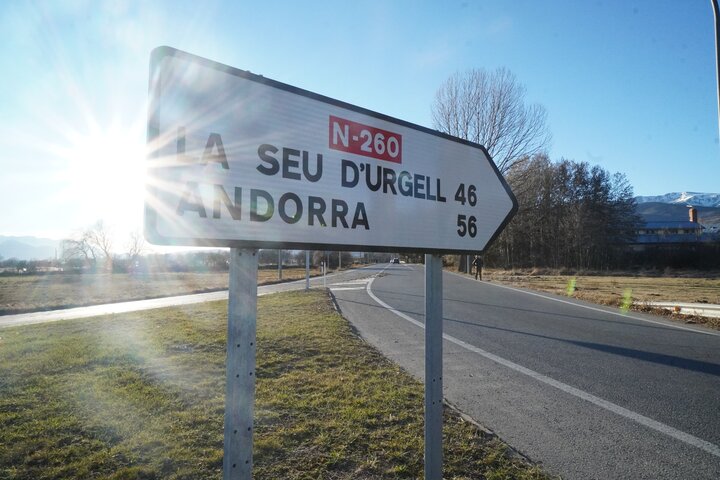 N-260
LA SEU D'URGELL 46
ANDORRA 56